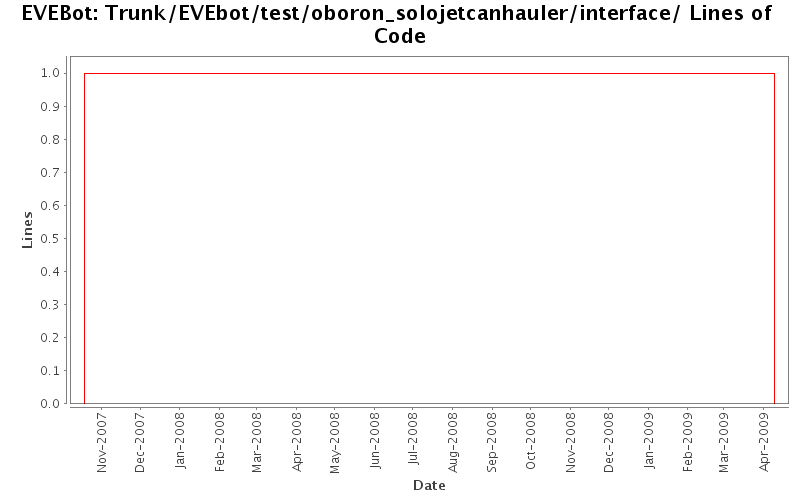 EVEBot: Trunk/EVEbot/test/oboron_solojetcanhauler/interface/ Lines of
Code
1.0
0.9
0.8
0.7
0.6
0.5
0.4
0.3
0.2
0.1
0.0
Lines
Nov-2007
Dec-2007
Jan-2008
Feb-2008
Mar-2008
Apr-2008
May-2008
Jun-2008
Jul-2008
Aug-2008
Sep-2008
Oct-2008
Nov-2008
Dec-2008
Jan-2009
Feb-2009
Mar-2009
Apr-2009
Date